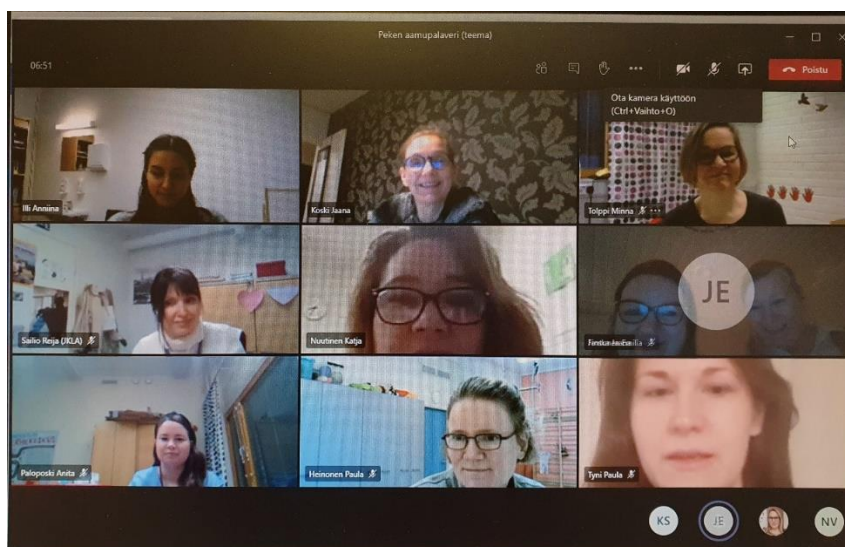 Peken aamupalaveri (teema)
06:51
Poistu
Ota kamera käyttöön
(Ctrl+Vaihto+O)
Illi Anniina
Koski Jaana
Tolppi Minna
Sailio Reija (JKLA)
Nuutinen Katja
JE
Paloposki Anita
Heinonen Paula
Tyni Paula
KS
JE
NV